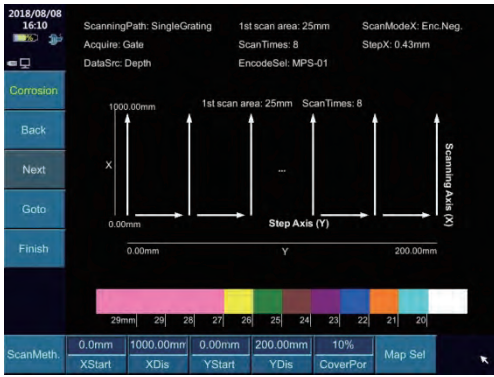 2018/08/08
16:10
ScanningPath: SingleGrating 1st scan area: 25mm ScanModeX: Enc.Neg.
Acquire: Gate ScanTimes: 8 StepX: 0.43mm
DataSrc: Depth EncodeSel: MPS-01
Corrosion
Back
Next
Goto
Finish
1000.00mm 1st scan area: 25mm ScanTimes: 8
X
...
Scanning Axis (X)
0.00mm Step Axis (Y)
0.00mm Y 200.00mm
29mm 29 28 27 26 25 24 23 22 21 20
ScanMeth. 0.0mm 1000.00mm 0.00mm 200.00mm 10% Map Sel
XStart XDis YStart YDis CoverPor